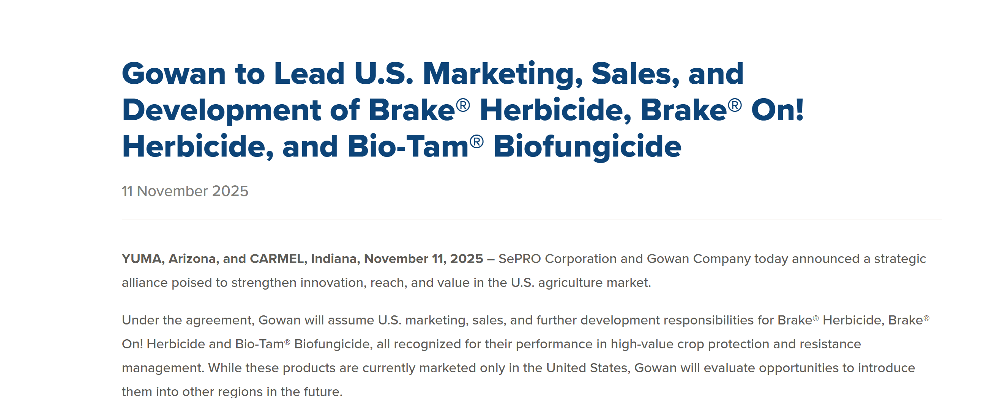 Gowan to Lead U.S. Marketing, Sales, and
Development of Brake® Herbicide, Brake® On!
Herbicide, and Bio-Tam® Biofungicide
11 November 2025
YUMA, Arizona, and CARMEL, Indiana, November 11, 2025 – SePRO Corporation and Gowan Company today announced a strategic
alliance poised to strengthen innovation, reach, and value in the U.S. agriculture market.
Under the agreement, Gowan will assume U.S. marketing, sales, and further development responsibilities for Brake® Herbicide, Brake®
On! Herbicide and Bio-Tam® Biofungicide, all recognized for their performance in high-value crop protection and resistance
management. While these products are currently marketed only in the United States, Gowan will evaluate opportunities to introduce
them into other regions in the future.